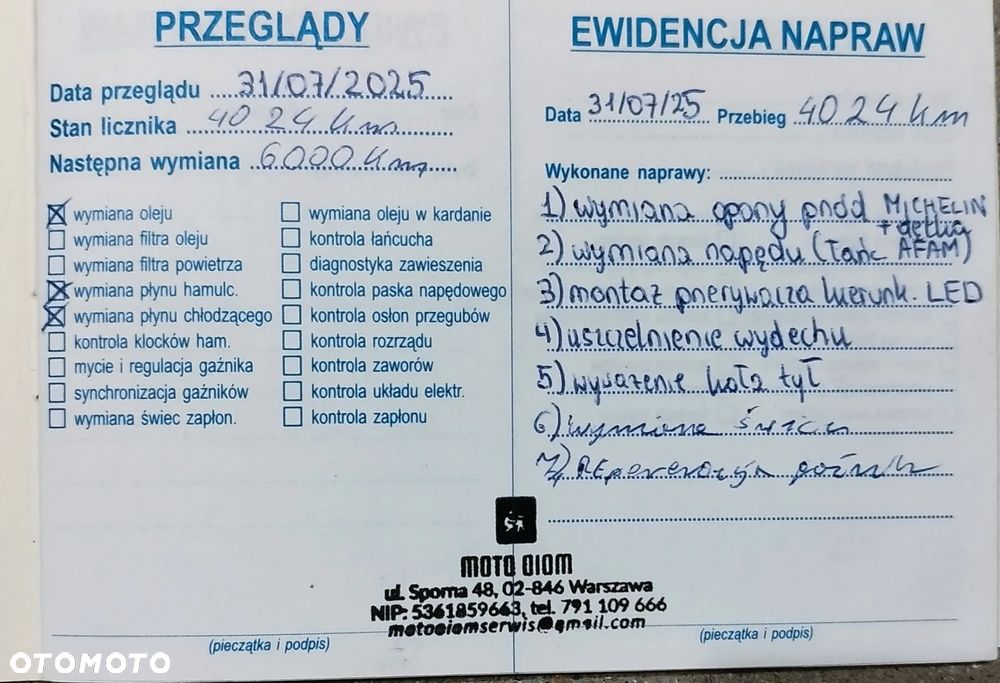 PRZEGLĄDY
Data przeglądu 31/07/2025
Stan licznika 4024 km
Następna wymiana 6000 km
wymiana oleju
wymiana filtra oleju
wymiana filtra powietrza
wymiana płynu hamulc.
wymiana płynu chłodzącego
kontrola klocków ham.
mycie i regulacja gaźnika
synchronizacja gaźników
wymiana świec zapłon.
wymiana oleju w kardanie
kontrola łańcucha
diagnostyka zawieszenia
kontrola paska napędowego
kontrola osłon przegubów
kontrola rozrządu
kontrola zaworów
kontrola układu elektr.
kontrola zapłonu
(pieczątka i podpis)
EWIDENCJA NAPRAW
Data 31/07/25 Przebieg 4024 km
Wykonane naprawy:
1) wymiana opony przód MICHELIN
+ dętka
2) wymiana napędu (łańc AFAM)
3) montaż przerywacza kierunk. LED
4) uszczelnienie wydechu
5) wyważenie koła tył
6) wymiana świecy
7)
MOTO DIOM
ul. Sporna 48, 02-846 Warszawa
NIP: 5361859663, tel. 791 109 666
motodiomserwis@gmail.com
(pieczątka i podpis)
OTOMOTO